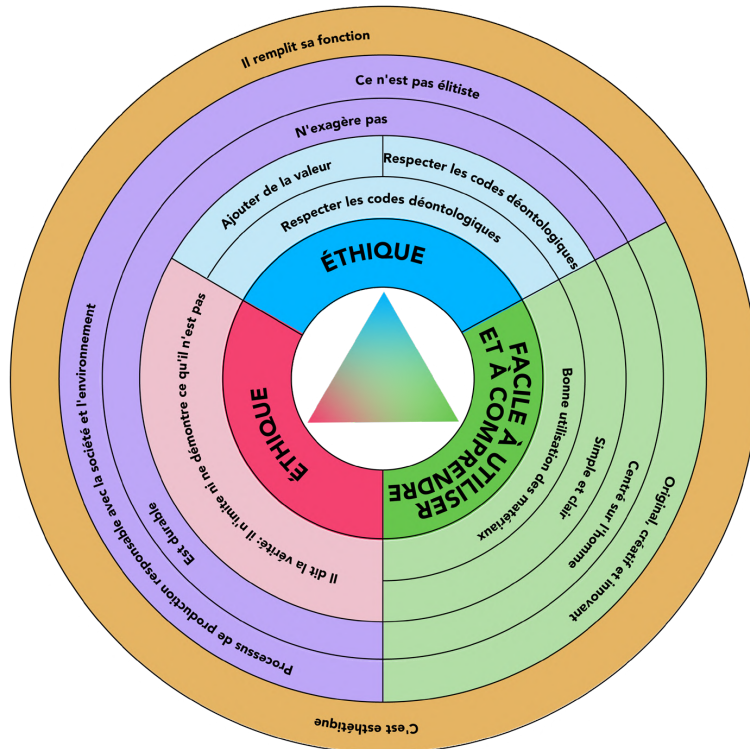 Il remplit sa fonction
Ce n'est pas élitiste
N'exagère pas
Ajouter de la valeur
Respecter les codes déontologiques
Respecter les codes déontologiques
ÉTHIQUE
ÉTHIQUE
FACILE À UTILISER
ET À COMPRENDRE
Bonne utilisation des matériaux
Simple et clair
Centré sur l'homme
Original, créatif et innovant
Il dit la vérité: il n'imite ni ne démontre ce qu'il n'est pas
Est durable
Processus de production responsable avec la société et l'environnement
C'est esthétique